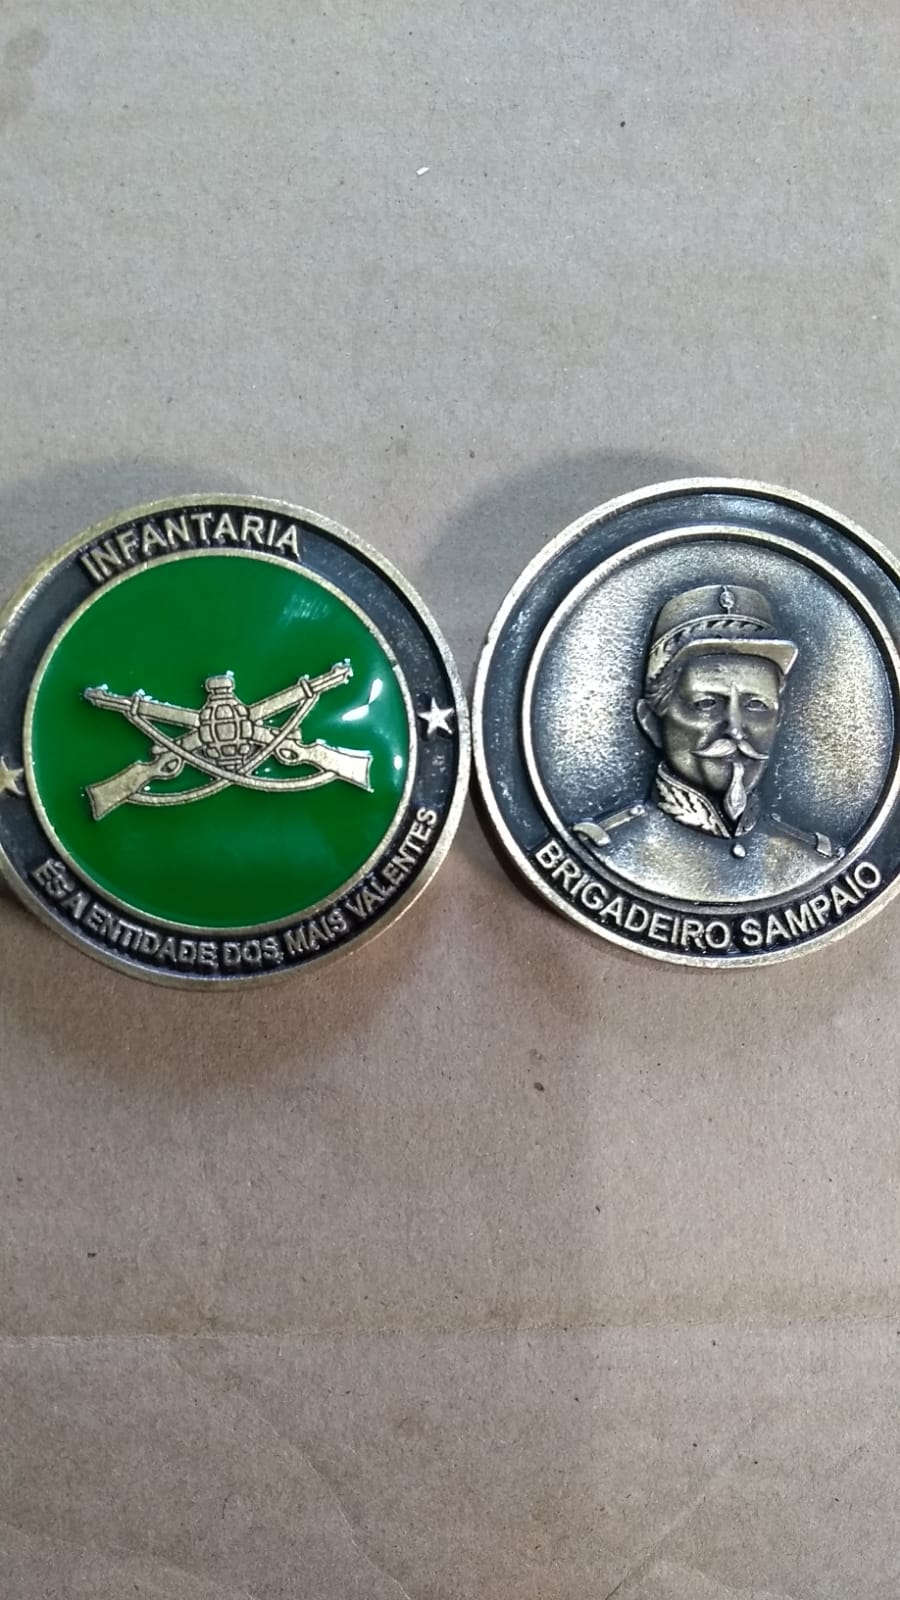 INFANTARIA
ÉS A ENTIDADE DOS MAIS VALENTES
BRIGADEIRO SAMPAIO